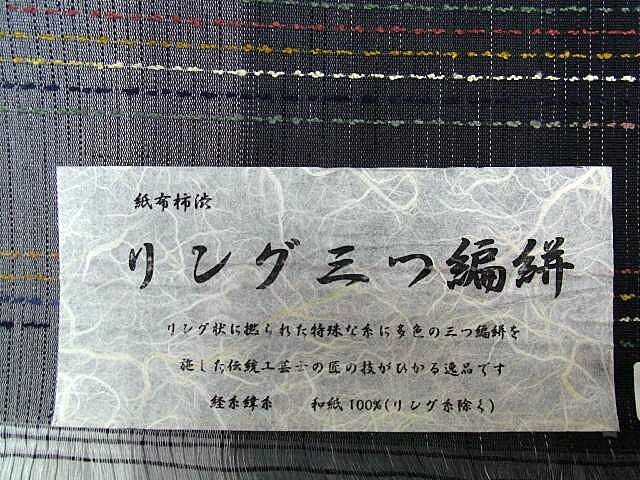 紙布柿渋
リング三つ編絣
リング状に撚られた特殊な糸に多色の三つ編絣を
施した伝統工芸士の匠の技がひかる逸品です
経糸緯糸 和紙100%(リング糸除く)